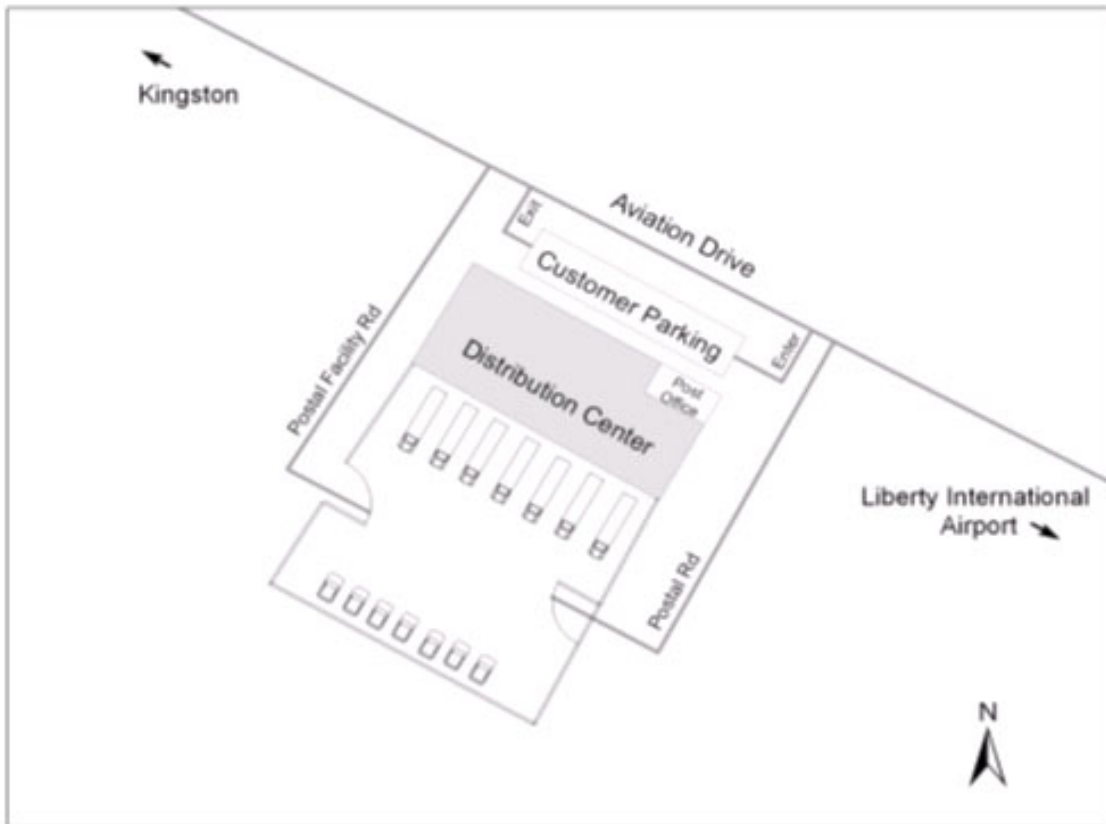 Kingston
Exit
Aviation Drive
Customer Parking
Enter
Postal Facility Rd
Distribution Center
Post
Office
Liberty International
Airport
Postal Rd
N